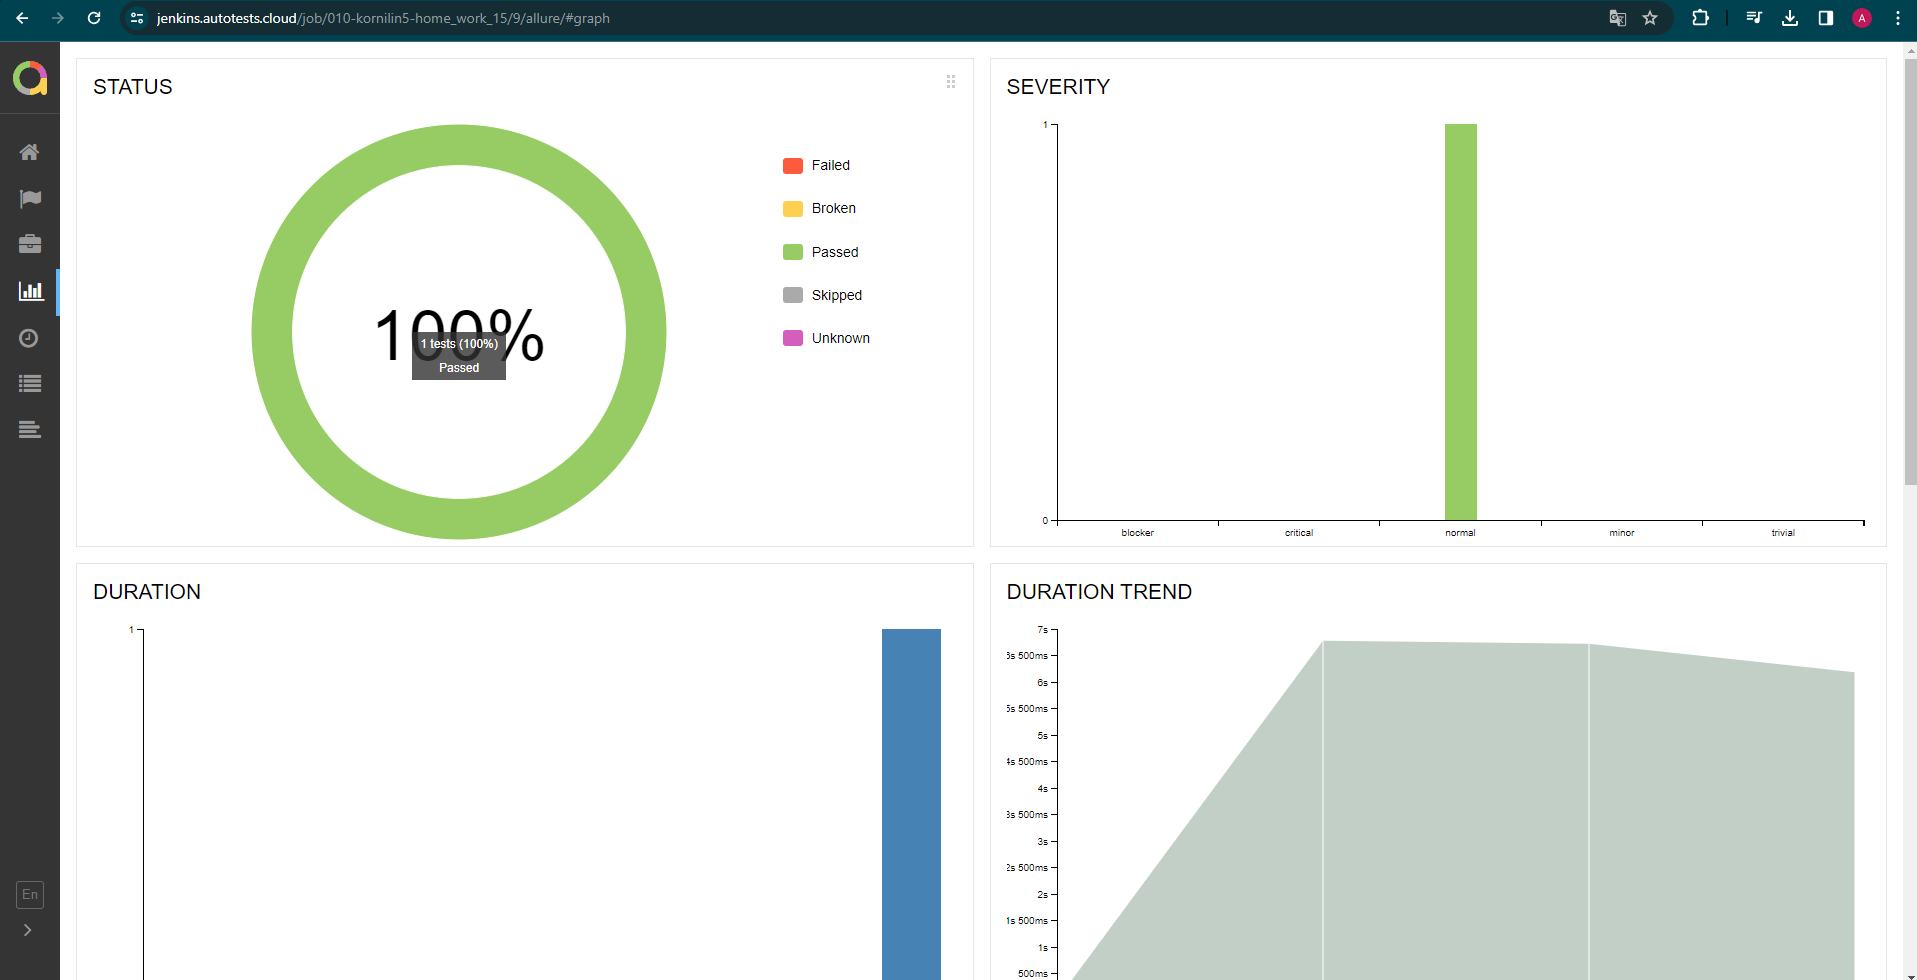 jenkins.autotests.cloud/job/010-kornilin5-home_work_15/9/allure/#graph
A
STATUS
100%
1 tests (100%)
Passed
Failed
Broken
Passed
Skipped
Unknown
SEVERITY
1
0
blocker
critical
normal
minor
trivial
DURATION
1
DURATION TREND
7s
6s 500ms
6s
5s 500ms
5s
4s 500ms
4s
3s 500ms
3s
2s 500ms
2s
1s 500ms
1s
500ms
En